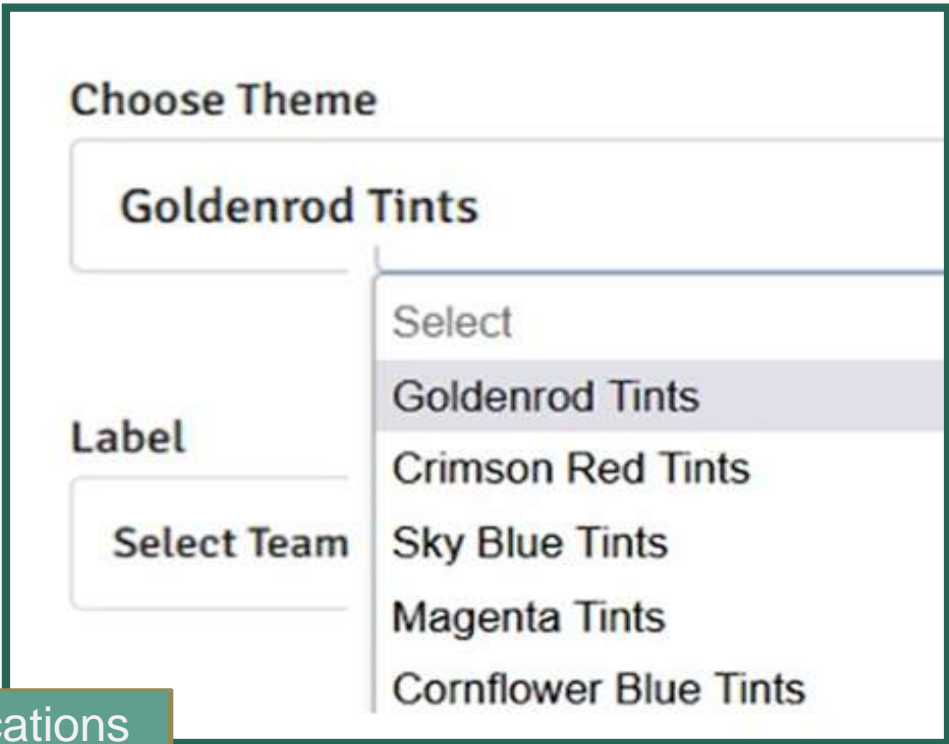 Choose Theme
Goldenrod Tints
Select
Goldenrod Tints
Crimson Red Tints
Sky Blue Tints
Magenta Tints
Cornflower Blue Tints
Label
Select Team
cations